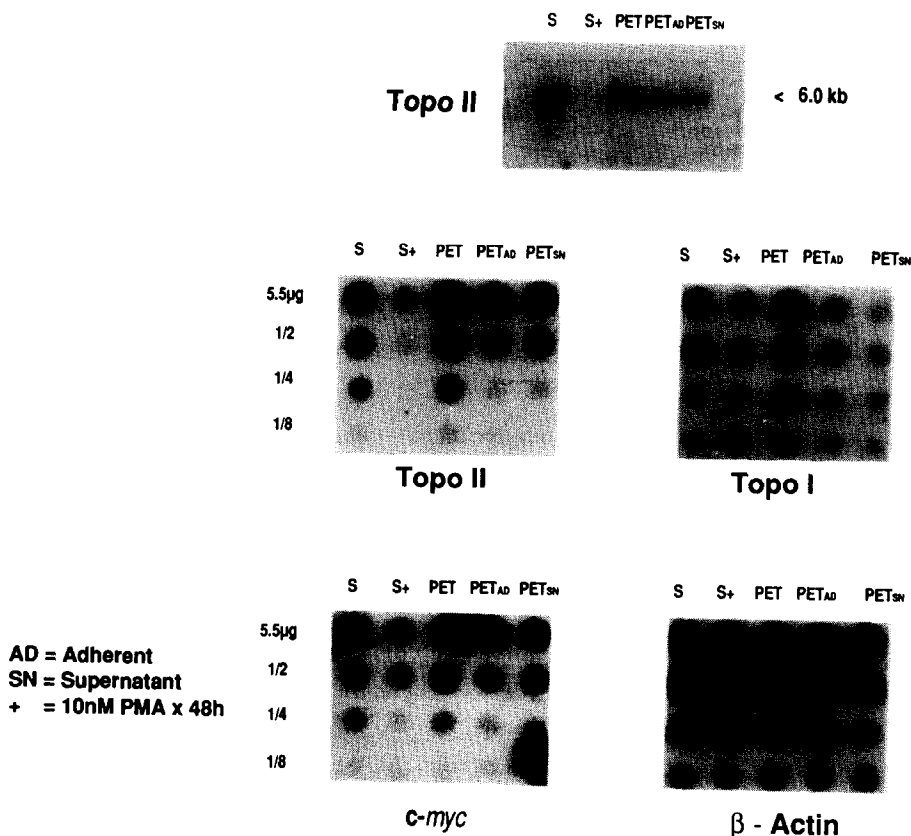 S S+ PET PETAD PETSN
Topo II
< 6.0 kb
S S+ PET PETAD PETSN
5.5µg
1/2
1/4
1/8
Topo II
S S+ PET PETAD PETSN
Topo I
S S+ PET PETAD PETSN
5.5µg
1/2
1/4
1/8
c-myc
S S+ PET PETAD PETSN
β - Actin
AD = Adherent
SN = Supernatant
+ = 10nM PMA x 48h